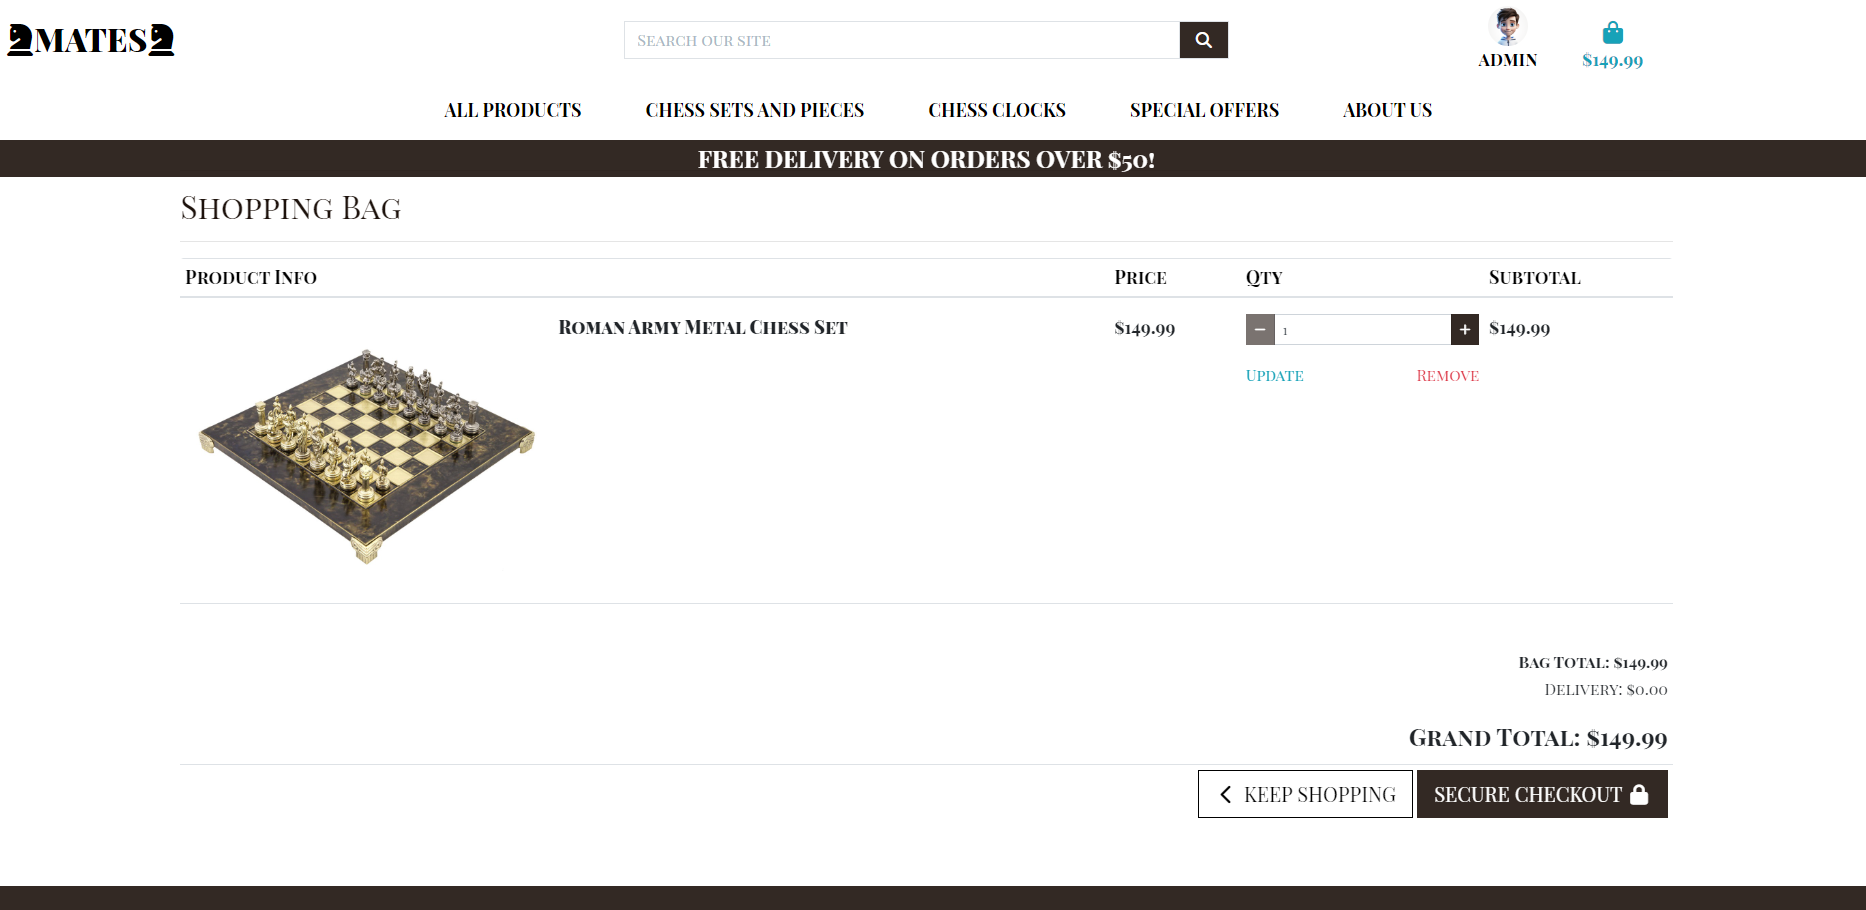 MATES
Search our site
ADMIN
$149.99
ALL PRODUCTS
CHESS SETS AND PIECES
CHESS CLOCKS
SPECIAL OFFERS
ABOUT US
FREE DELIVERY ON ORDERS OVER $50!
Shopping Bag
Product Info
Price
Qty
Subtotal
Roman Army Metal Chess Set
$149.99
− 1 +
$149.99
Update
Remove
Bag Total: $149.99
Delivery: $0.00
Grand Total: $149.99
KEEP SHOPPING
SECURE CHECKOUT